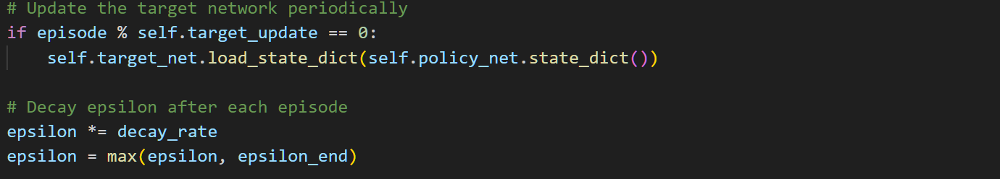 # Update the target network periodically
if episode % self.target_update == 0:
    self.target_net.load_state_dict(self.policy_net.state_dict())
# Decay epsilon after each episode
epsilon *= decay_rate
epsilon = max(epsilon, epsilon_end)